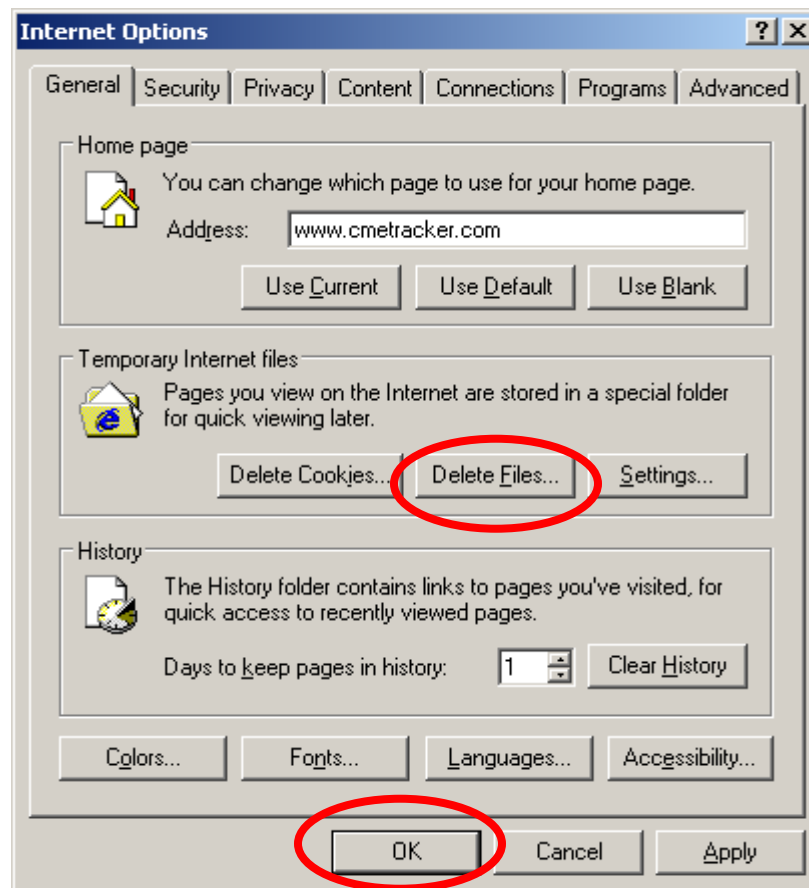 Internet Options
General Security Privacy Content Connections Programs Advanced
Home page
You can change which page to use for your home page.
Address: www.cmetracker.com
Use Current Use Default Use Blank
Temporary Internet files
Pages you view on the Internet are stored in a special folder
for quick viewing later.
Delete Cookies... Delete Files... Settings...
History
The History folder contains links to pages you've visited, for
quick access to recently viewed pages.
Days to keep pages in history: 1 Clear History
Colors... Fonts... Languages... Accessibility...
OK Cancel Apply